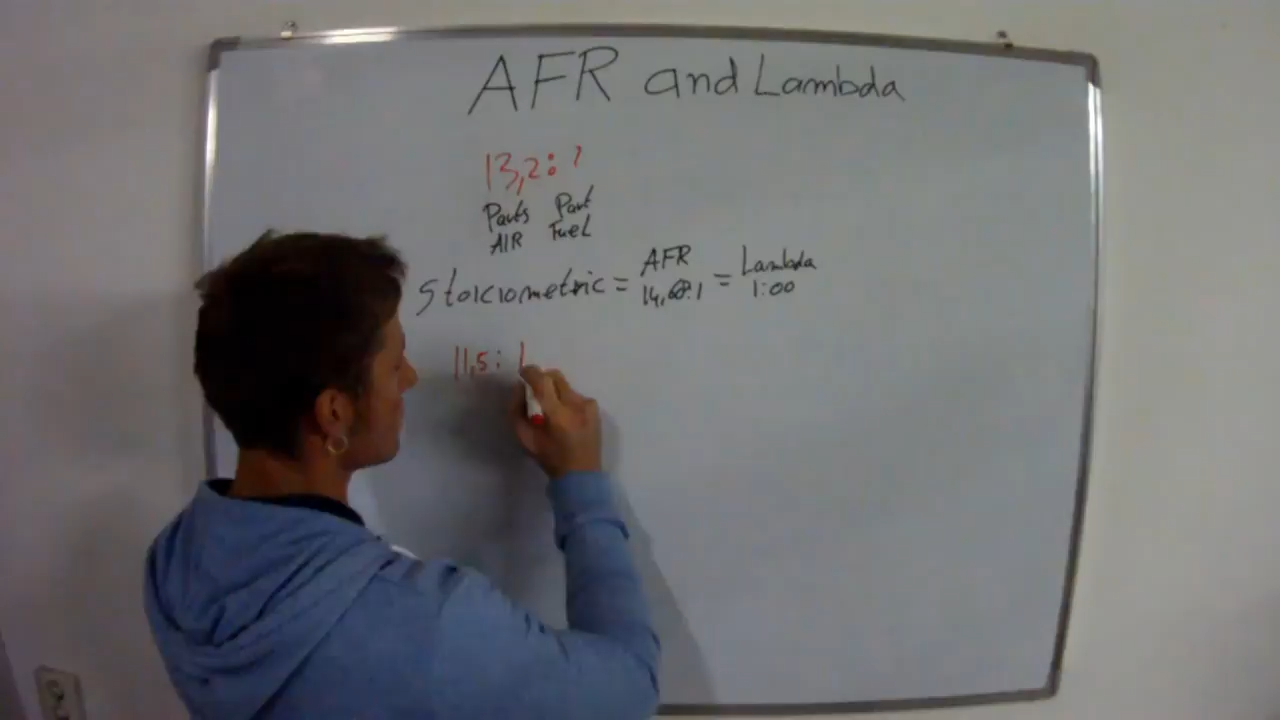 AFR and Lambda
13,2:1
Parts Part
AIR Fuel
Stoiciometric = AFR 14,68:1 = Lambda 1:00
11,5: 1